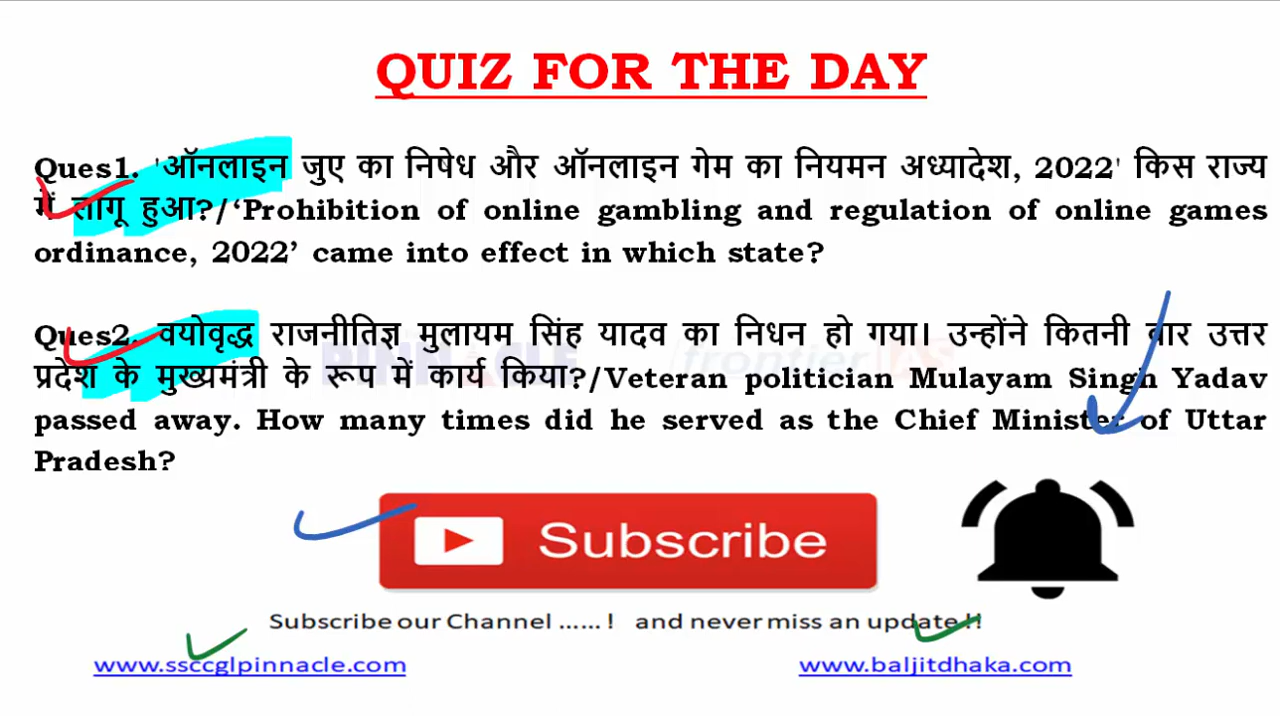 QUIZ FOR THE DAY
Ques1. 'ऑनलाइन जुए का निषेध और ऑनलाइन गेम का नियमन अध्यादेश, 2022' किस राज्य
में लागू हुआ?/‘Prohibition of online gambling and regulation of online games
ordinance, 2022’ came into effect in which state?
Ques2. वयोवृद्ध राजनीतिज्ञ मुलायम सिंह यादव का निधन हो गया। उन्होंने कितनी बार उत्तर
प्रदेश के मुख्यमंत्री के रूप में कार्य किया?/Veteran politician Mulayam Singh Yadav
passed away. How many times did he served as the Chief Minister of Uttar
Pradesh?
PINNACLE frontier IAS
Subscribe
Subscribe our Channel ...... ! and never miss an update !!
www.ssccglpinnacle.com www.baljitdhaka.com